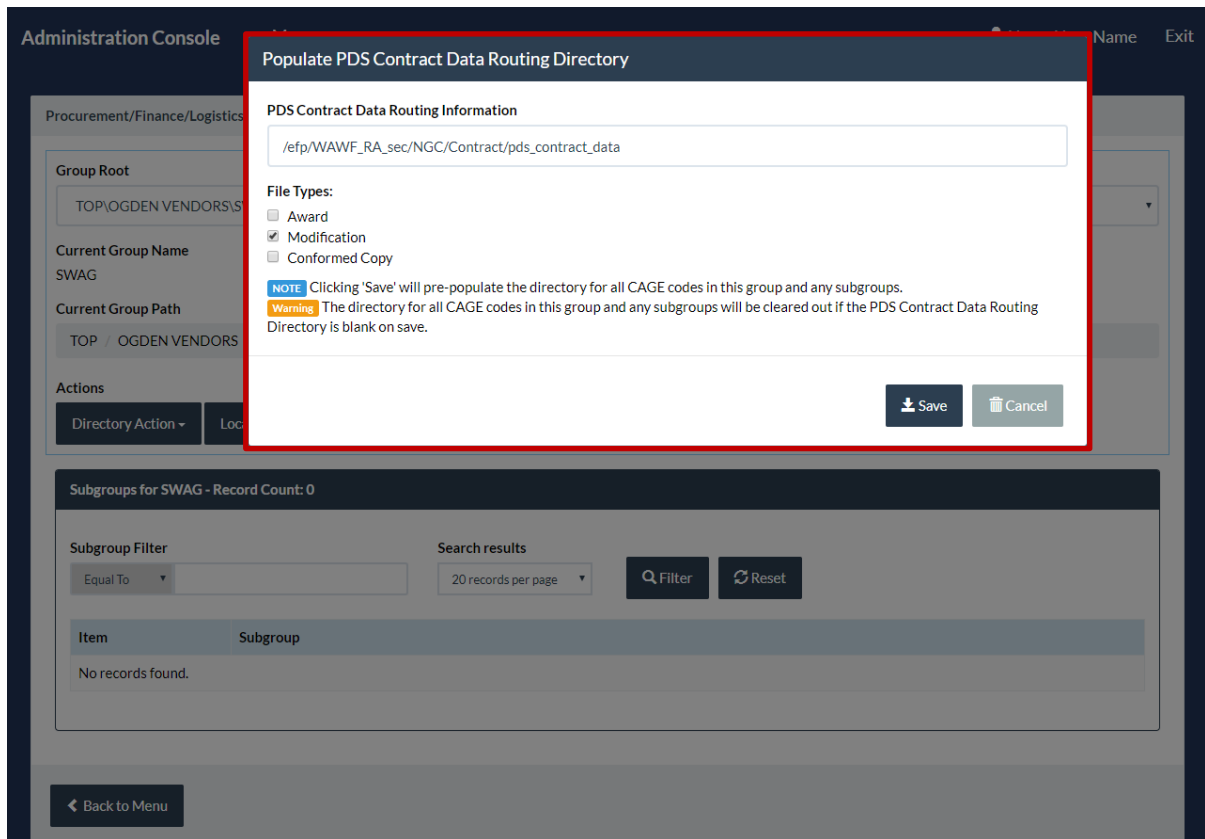 Administration Console
Name
Exit
Populate PDS Contract Data Routing Directory
PDS Contract Data Routing Information
/efp/WAWF_RA_sec/NGC/Contract/pds_contract_data
File Types:
Award
Modification
Conformed Copy
NOTE Clicking 'Save' will pre-populate the directory for all CAGE codes in this group and any subgroups.
Warning The directory for all CAGE codes in this group and any subgroups will be cleared out if the PDS Contract Data Routing
Directory is blank on save.
Save
Cancel
Procurement/Finance/Logistics
Group Root
TOP\OGDEN VENDORS\S
Current Group Name
SWAG
Current Group Path
TOP / OGDEN VENDORS
Actions
Directory Action
Loc
Subgroups for SWAG - Record Count: 0
Subgroup Filter
Search results
Equal To
20 records per page
Filter
Reset
Item Subgroup
No records found.
Back to Menu